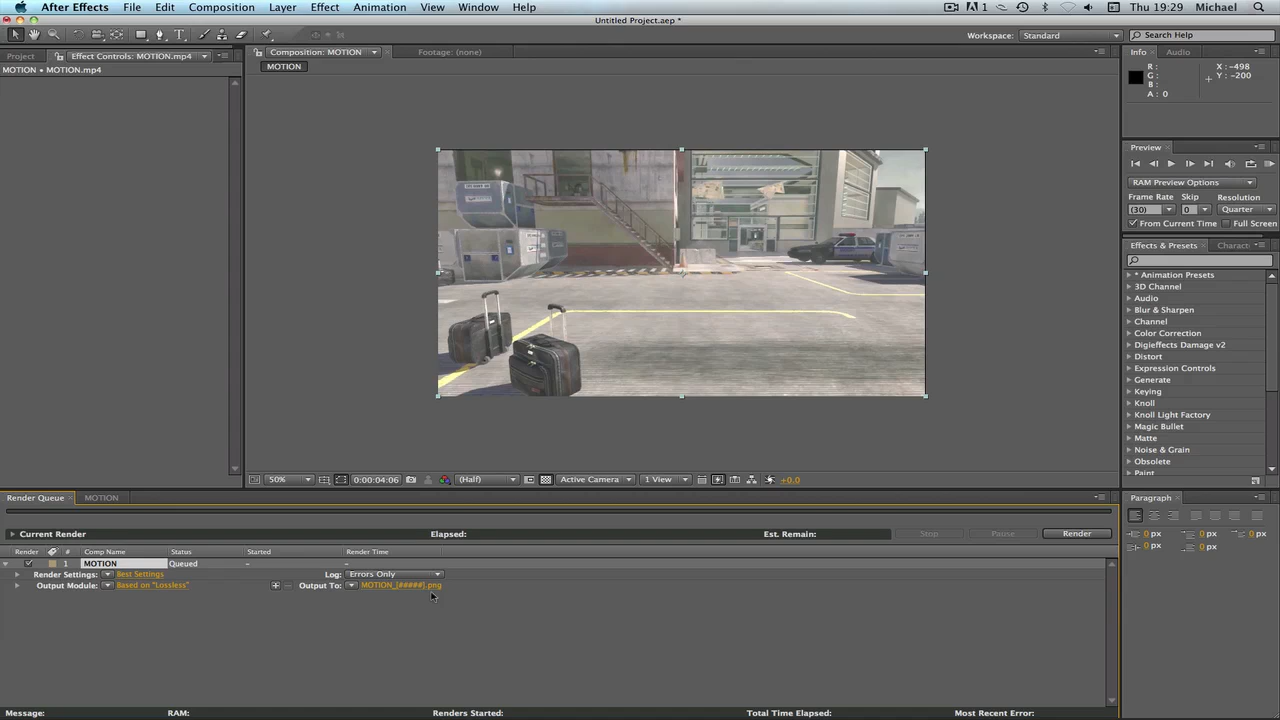 After Effects File Edit Composition Layer Effect Animation View Window Help 1 Thu 19:29 Michael
Untitled Project.aep *
Workspace: Standard Search Help
Project Effect Controls: MOTION.mp4 Composition: MOTION Footage: (none) Info Audio
MOTION • MOTION.mp4 MOTION
R: X: -498
G: Y: -200
B:
A: 0
Preview
RAM Preview Options
Frame Rate Skip Resolution
(30) 0 Quarter
From Current Time Full Screen
Effects & Presets Charact
* Animation Presets
3D Channel
Audio
Blur & Sharpen
Channel
Color Correction
Digieffects Damage v2
Distort
Expression Controls
Generate
Keying
Knoll
Knoll Light Factory
Magic Bullet
Matte
Noise & Grain
Obsolete
Paint
50% 0:00:04:06 (Half) Active Camera 1 View +0.0
Render Queue MOTION Paragraph
Current Render Elapsed: Est. Remain: Stop Pause Render
Render # Comp Name Status Started Render Time
1 MOTION Queued - -
Render Settings: Best Settings Log: Errors Only
Output Module: Based on "Lossless" Output To: MOTION_[#####].png
0 px 0 px 0 px
0 px 0 px
Message: RAM: Renders Started: Total Time Elapsed: Most Recent Error: